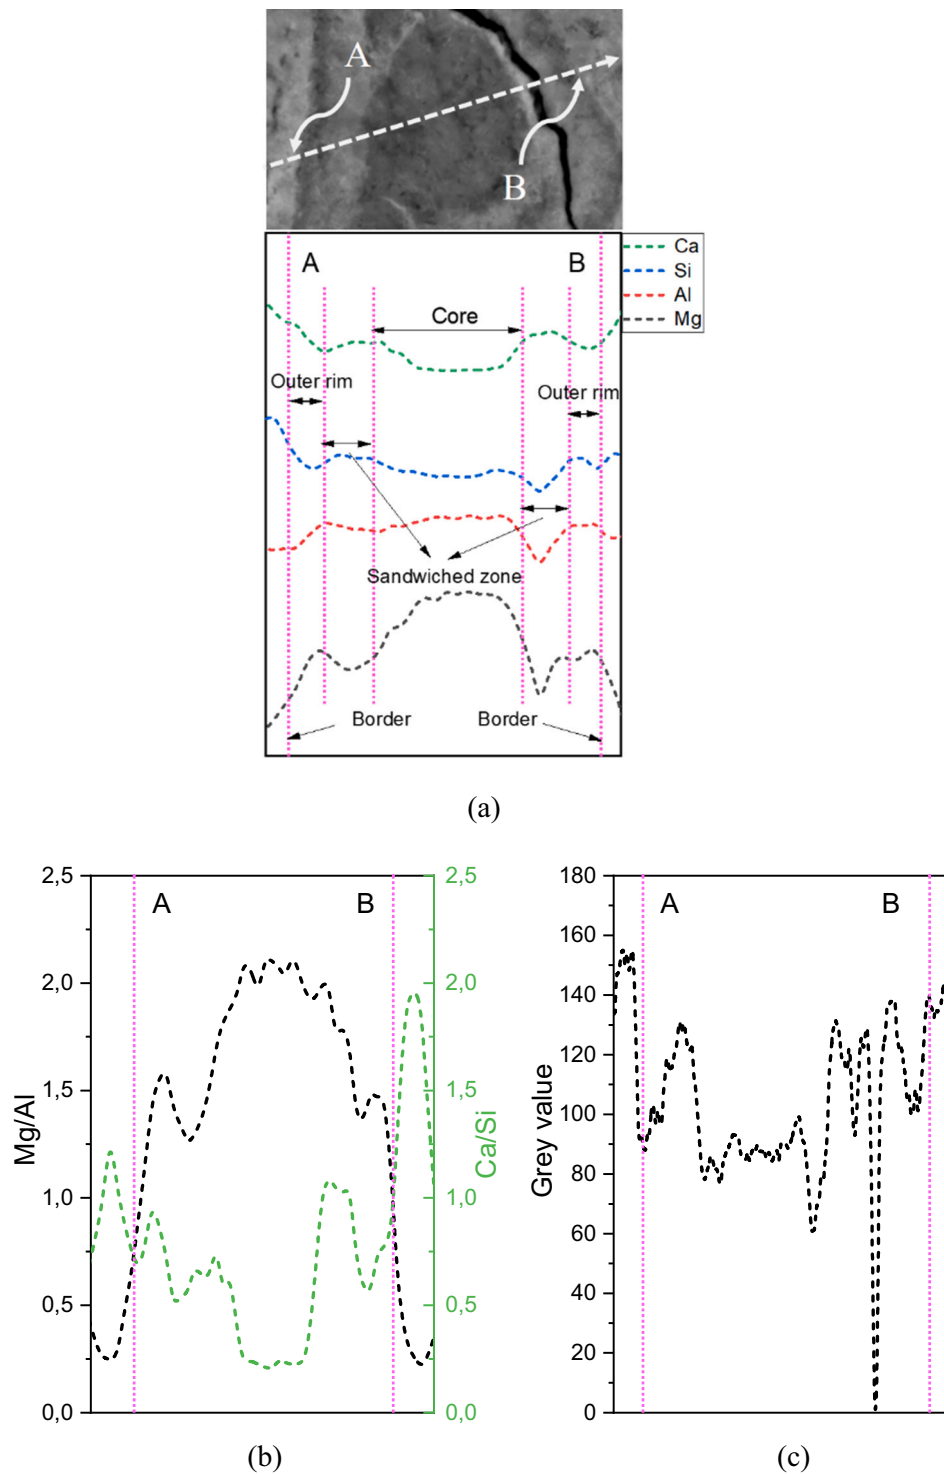 A
B
A
B
Ca
Si
Al
Mg
Core
Outer rim
Outer rim
Sandwiched zone
Border
Border
(a)
2,5
2,0
1,5
1,0
0,5
0,0
Mg/Al
A
B
2,5
2,0
1,5
1,0
0,5
0,0
Ca/Si
(b)
180
160
140
120
100
80
60
40
20
0
Grey value
A
B
(c)